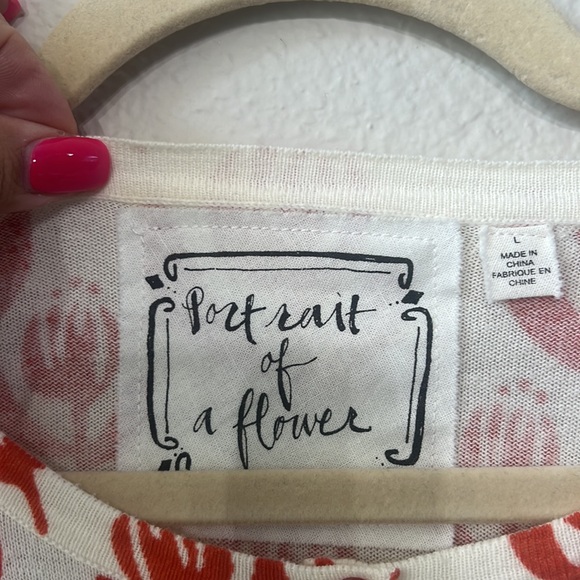 Portrait
of
a flower
L
MADE IN
CHINA
FABRIQUE EN
CHINE